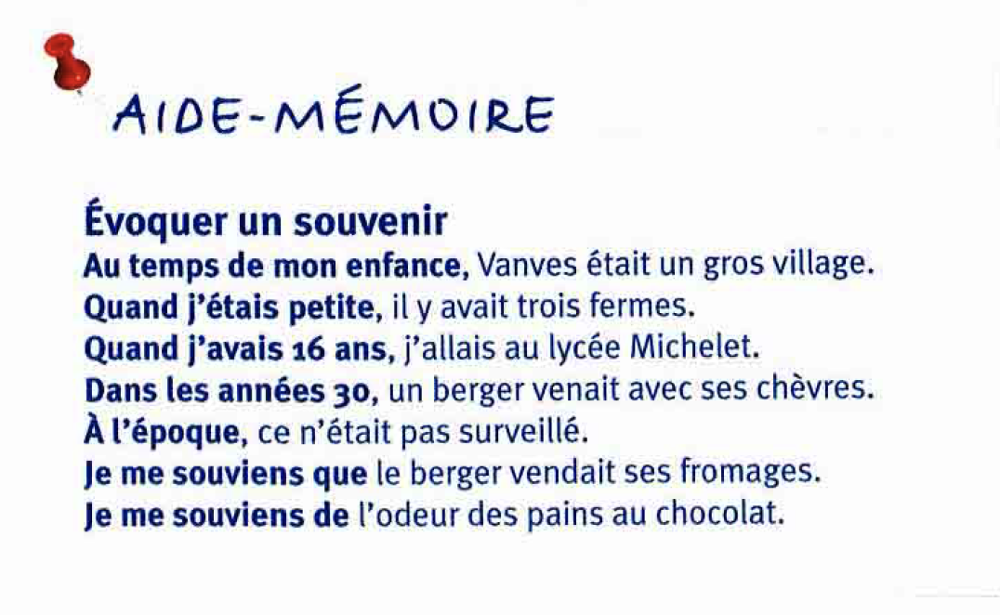 AIDE-MÉMOIRE
Évoquer un souvenir
Au temps de mon enfance, Vanves était un gros village.
Quand j'étais petite, il y avait trois fermes.
Quand j'avais 16 ans, j'allais au lycée Michelet.
Dans les années 30, un berger venait avec ses chèvres.
À l'époque, ce n'était pas surveillé.
Je me souviens que le berger vendait ses fromages.
Je me souviens de l'odeur des pains au chocolat.